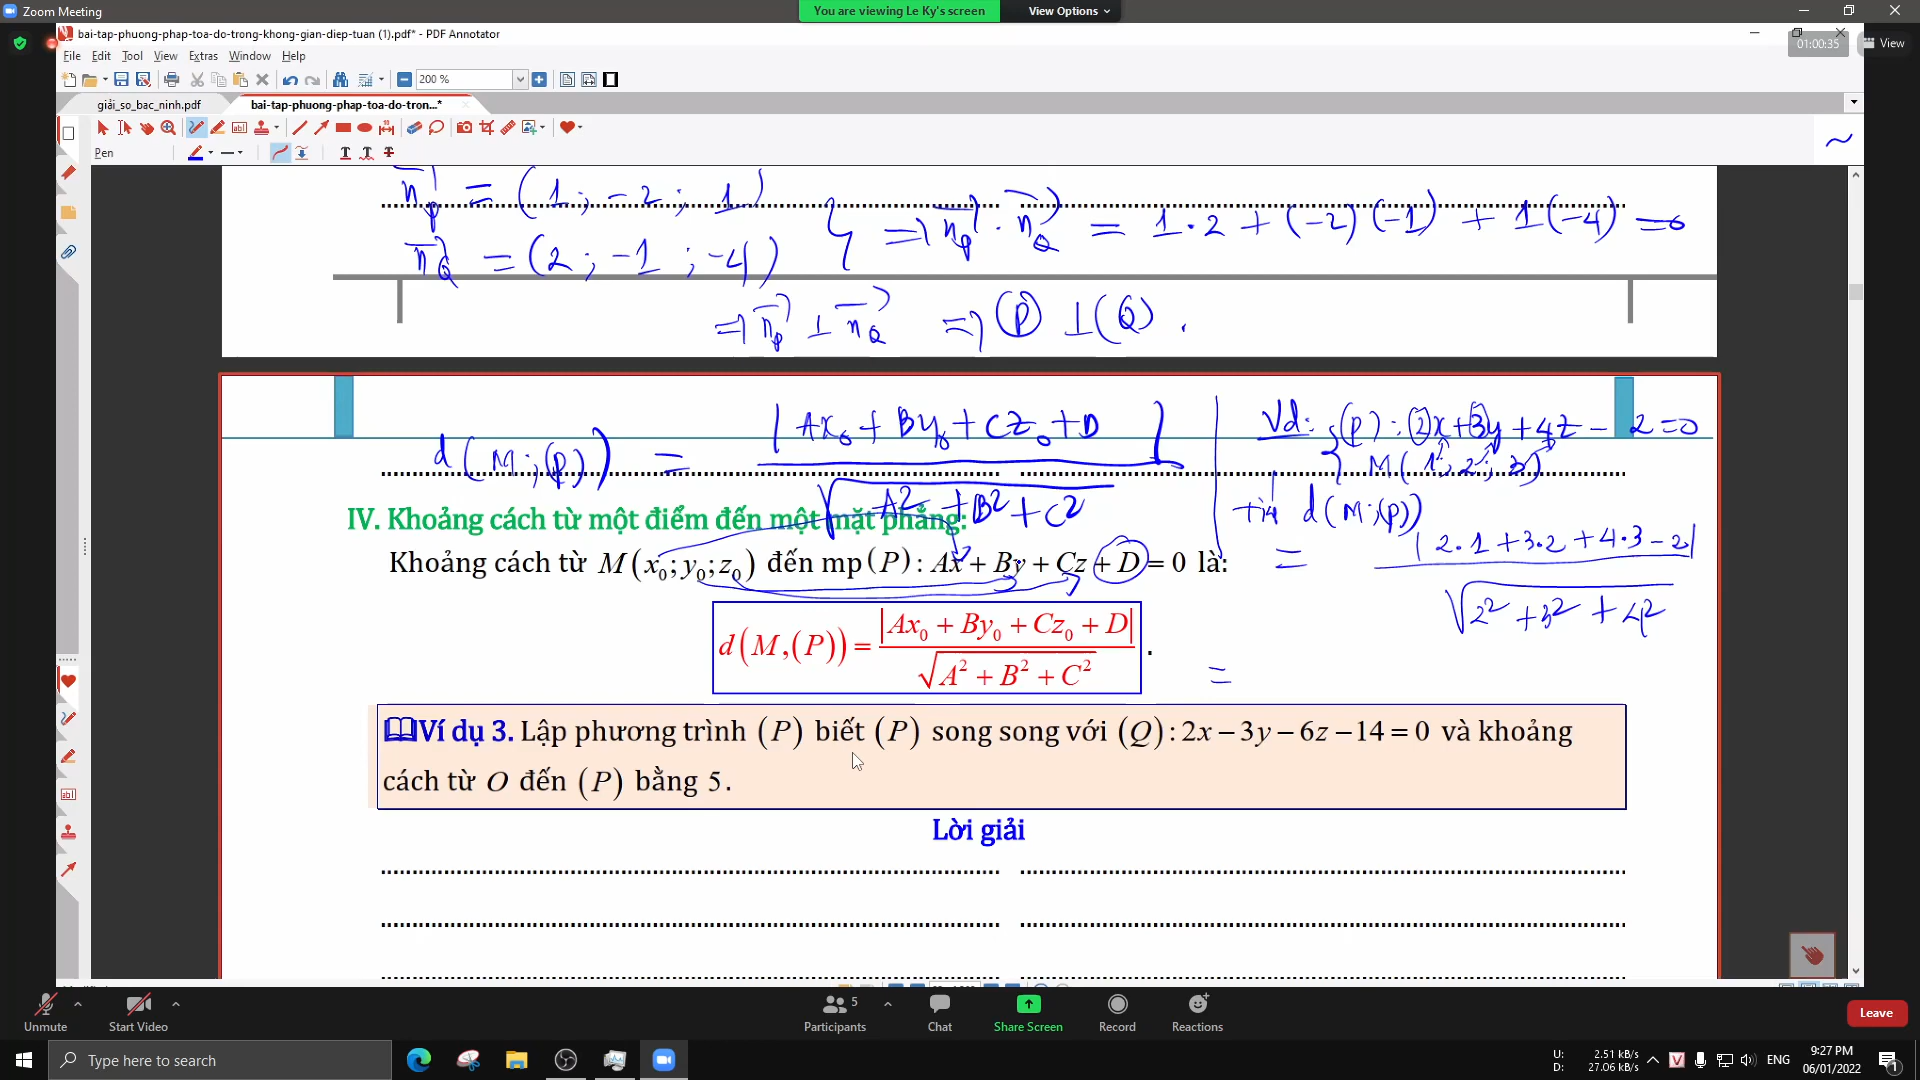 Zoom Meeting
You are viewing Le Ky's screen
View Options
bai-tap-phuong-phap-toa-do-trong-khong-gian-diep-tuan (1).pdf* - PDF Annotator
01:00:35
View
File Edit Tool View Extras Window Help
200 %
giải_so_bac_ninh.pdf
bai-tap-phuong-phap-toa-do-tron...*
Pen
n_P = (1; -2; 1)
n_Q = (2; -1; -4)
} => n_P . n_Q = 1.2 + (-2)(-1) + 1(-4) = 0
=> n_P ⊥ n_Q => (P) ⊥ (Q).
d(M;(P)) = |Ax₀ + By₀ + Cz₀ + D| / √(A² + B² + C²)
Vd: (P): 2x + 3y + 4z - 2 = 0
M(1; 2; 3)
d(M;(P))
= |2.1 + 3.2 + 4.3 - 2| / √(2² + 3² + 4²)
=
IV. Khoảng cách từ một điểm đến một mặt phẳng:
Khoảng cách từ M(x₀; y₀; z₀) đến mp(P): Ax + By + Cz + D = 0 là:
d(M,(P)) = |Ax₀ + By₀ + Cz₀ + D| / √(A² + B² + C²) .
Ví dụ 3. Lập phương trình (P) biết (P) song song với (Q): 2x − 3y − 6z − 14 = 0 và khoảng
cách từ O đến (P) bằng 5.
Lời giải
Unmute
Start Video
5
Participants
Chat
Share Screen
Record
Reactions
Leave
Type here to search
U: 2.51 kB/s
D: 27.06 kB/s
ENG
9:27 PM
06/01/2022
1